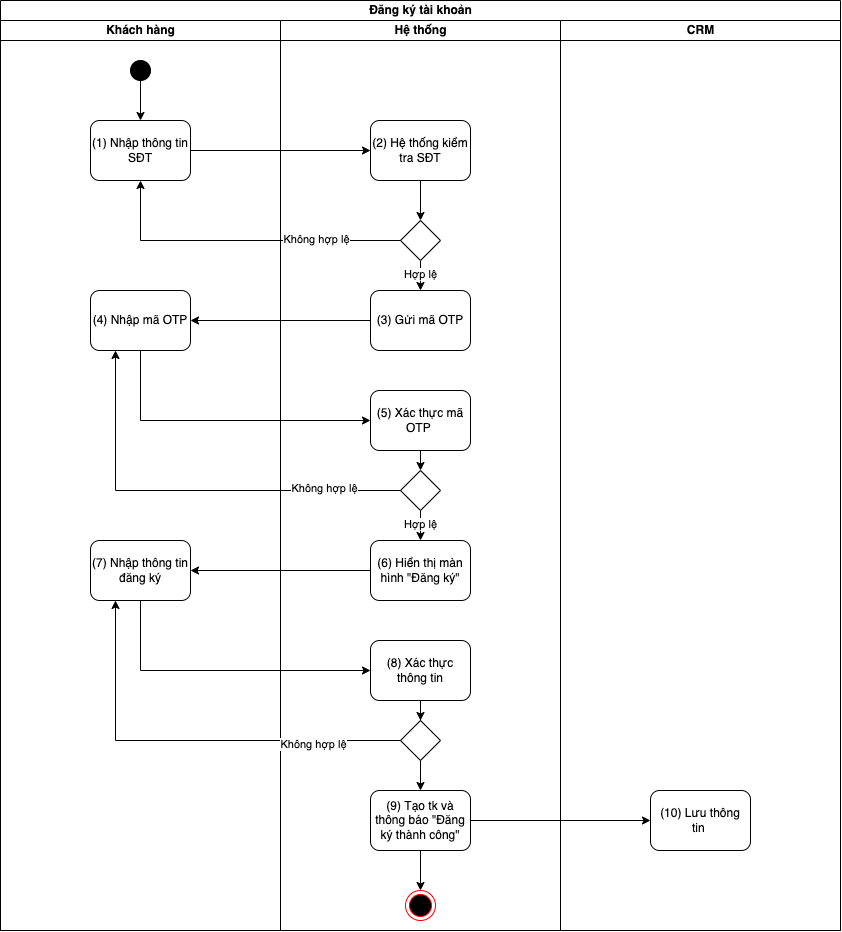 Đăng ký tài khoản
Khách hàng
Hệ thống
CRM
(1) Nhập thông tin
SĐT
(2) Hệ thống kiểm
tra SĐT
Không hợp lệ
Hợp lệ
(4) Nhập mã OTP
(3) Gửi mã OTP
(5) Xác thực mã
OTP
Không hợp lệ
Hợp lệ
(7) Nhập thông tin
đăng ký
(6) Hiển thị màn
hình "Đăng ký"
(8) Xác thực
thông tin
Không hợp lệ
(9) Tạo tk và
thông báo "Đăng
ký thành công"
(10) Lưu thông
tin